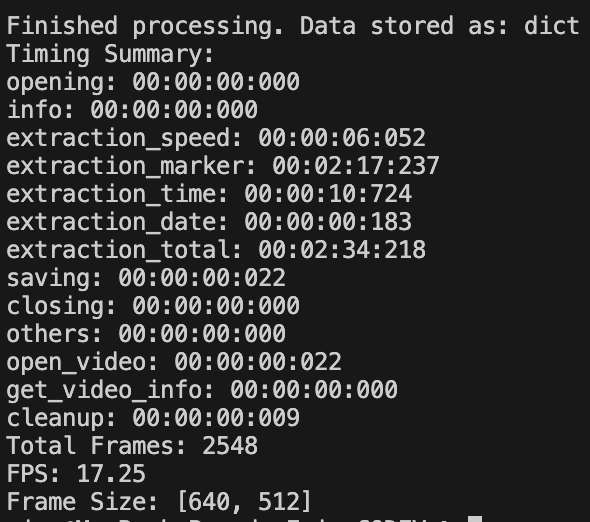 Finished processing. Data stored as: dict
Timing Summary:
opening: 00:00:00:000
info: 00:00:00:000
extraction_speed: 00:00:06:052
extraction_marker: 00:02:17:237
extraction_time: 00:00:10:724
extraction_date: 00:00:00:183
extraction_total: 00:02:34:218
saving: 00:00:00:022
closing: 00:00:00:000
others: 00:00:00:000
open_video: 00:00:00:022
get_video_info: 00:00:00:000
cleanup: 00:00:00:009
Total Frames: 2548
FPS: 17.25
Frame Size: [640, 512]